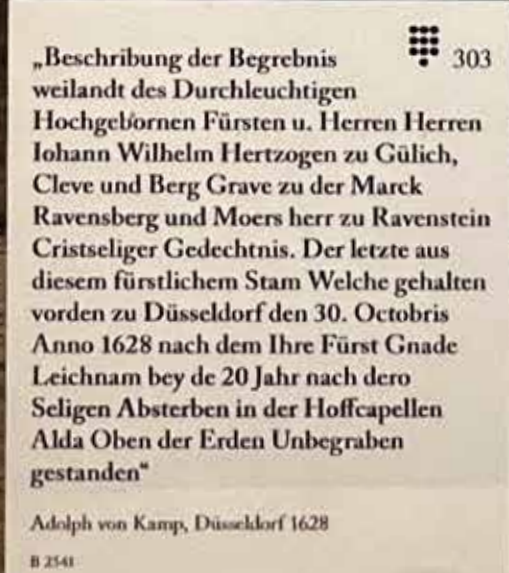 303
„Beschribung der Begrebnis
weilandt des Durchleuchtigen
Hochgebornen Fürsten u. Herren Herren
Iohann Wilhelm Hertzogen zu Gülich,
Cleve und Berg Grave zu der Marck
Ravensberg und Moers herr zu Ravenstein
Cristseliger Gedechtnis. Der letzte aus
diesem fürstlichem Stam Welche gehalten
vorden zu Düsseldorf den 30. Octobris
Anno 1628 nach dem Ihre Fürst Gnade
Leichnam bey de 20 Jahr nach dero
Seligen Absterben in der Hoffcapellen
Alda Oben der Erden Unbegraben
gestanden“
Adolph von Kamp, Düsseldorf 1628
B 2541